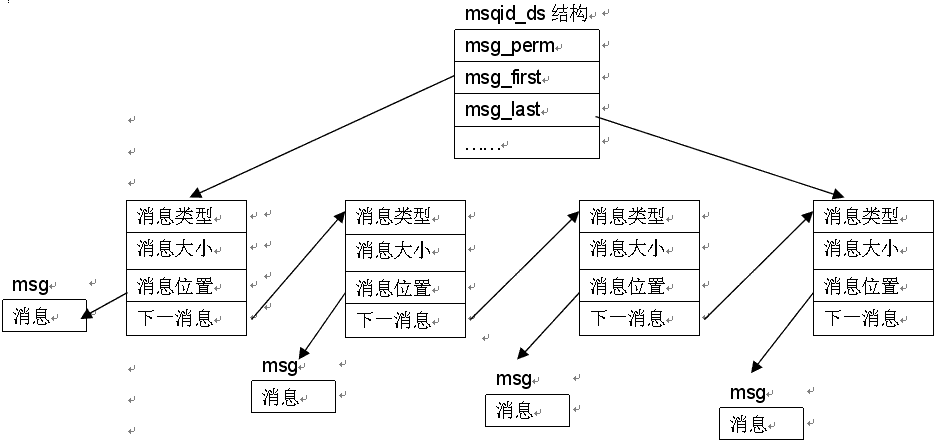 msqid_ds 结构
msg_perm
msg_first
msg_last
……
消息类型
消息大小
消息位置
下一消息
消息类型
消息大小
消息位置
下一消息
消息类型
消息大小
消息位置
下一消息
消息类型
消息大小
消息位置
下一消息
msg
消息
msg
消息
msg
消息
msg
消息